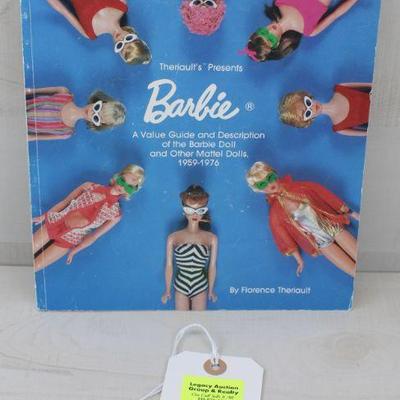 Theriault's™ Presents
Barbie®
A Value Guide and Description
of the Barbie Doll
and Other Mattel Dolls,
1959-1976
By Florence Theriault
Legacy Auction
Group & Realty